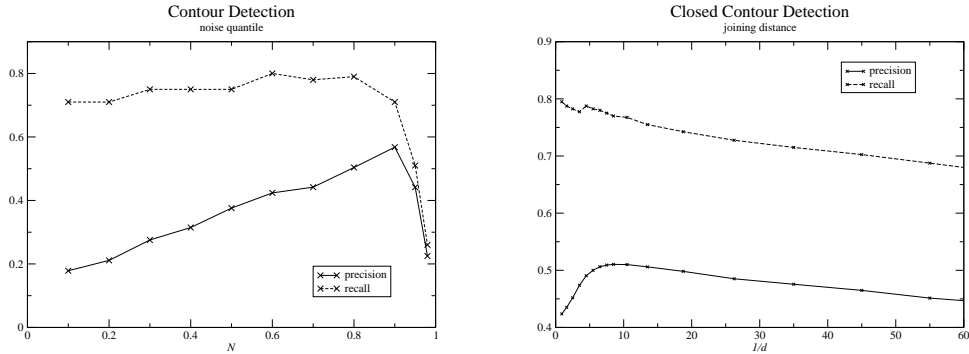 Contour Detection
noise quantile
0.8
0.6
0.4
0.2
0
precision
recall
0
0.2
0.4
0.6
0.8
1
N
Closed Contour Detection
joining distance
0.9
0.8
0.7
0.6
0.5
0.4
precision
recall
0
10
20
30
40
50
60
1/d